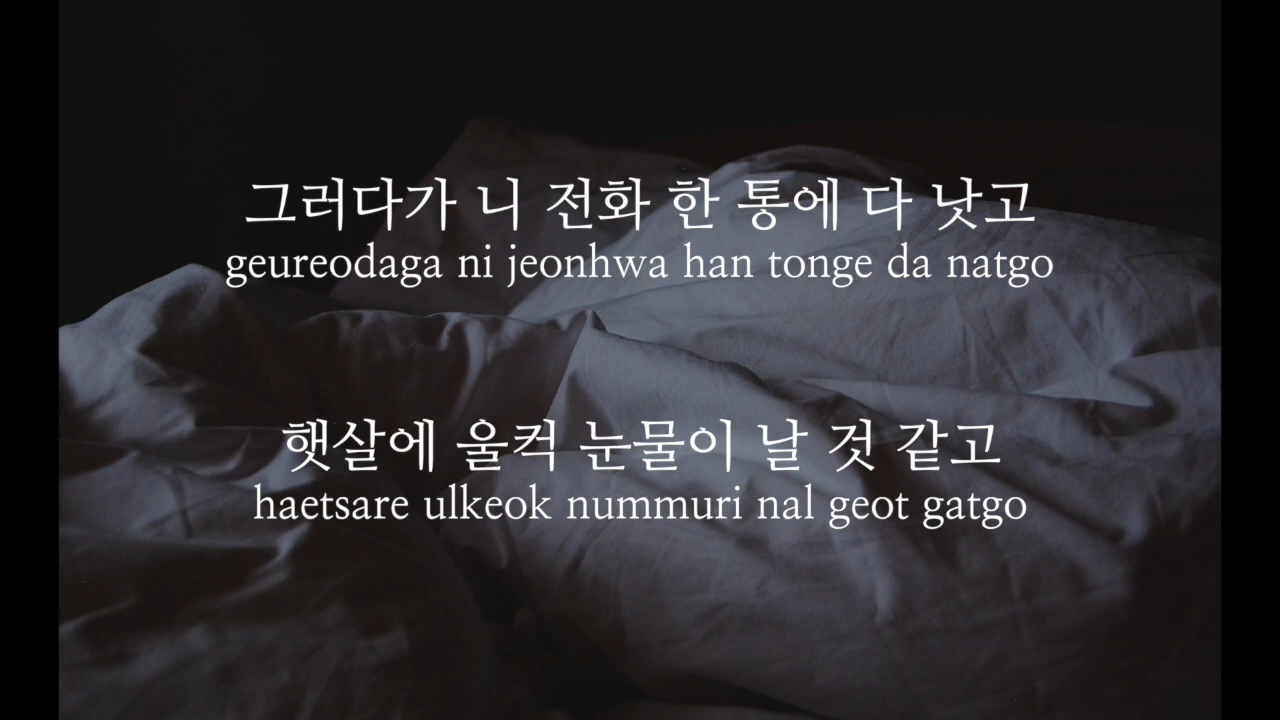 그러다가 니 전화 한 통에 다 낫고
geureodaga ni jeonhwa han tonge da natgo
햇살에 울컥 눈물이 날 것 같고
haetsare ulkeok nummuri nal geot gatgo